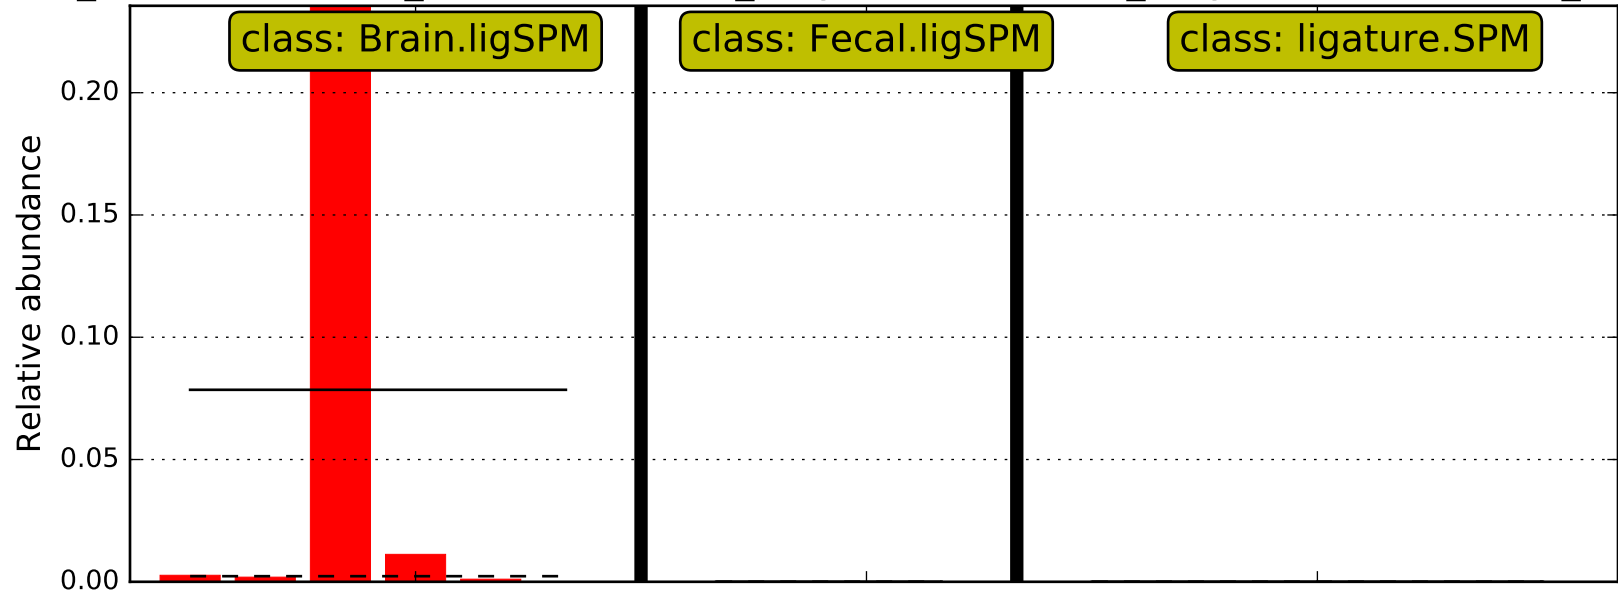 class: Brain.ligSPM
class: Fecal.ligSPM
class: ligature.SPM
Relative abundance
0.20
0.15
0.10
0.05
0.00